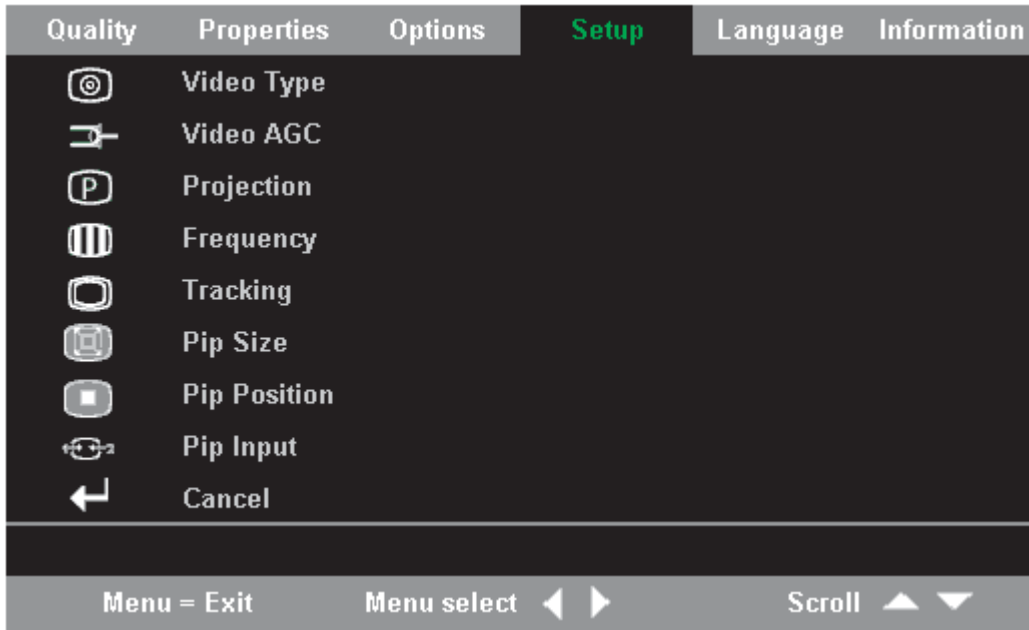 Quality Properties Options Setup Language Information
Video Type
Video AGC
P Projection
Frequency
Tracking
Pip Size
Pip Position
Pip Input
Cancel
Menu = Exit Menu select Scroll